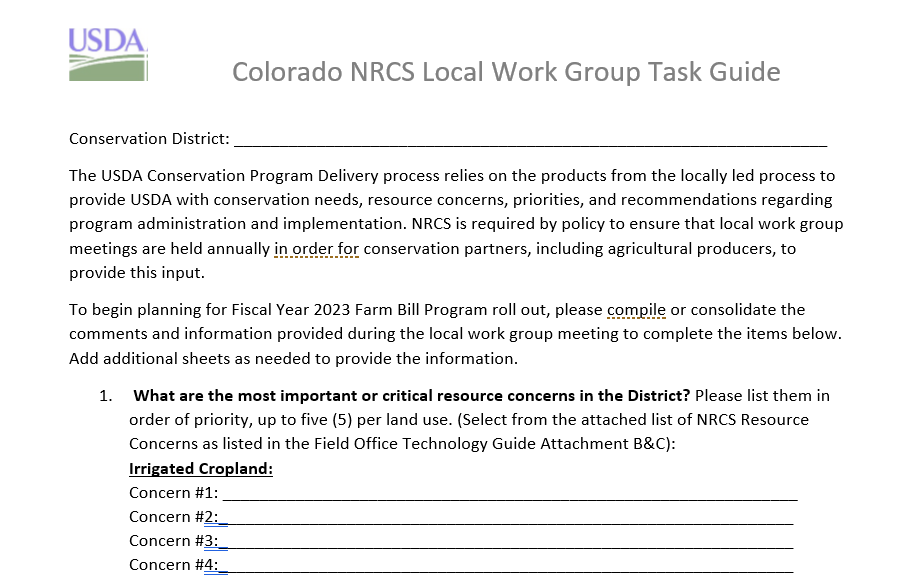 USDA
Colorado NRCS Local Work Group Task Guide
Conservation District: ____________________________________________________________________
The USDA Conservation Program Delivery process relies on the products from the locally led process to
provide USDA with conservation needs, resource concerns, priorities, and recommendations regarding
program administration and implementation. NRCS is required by policy to ensure that local work group
meetings are held annually in order for conservation partners, including agricultural producers, to
provide this input.
To begin planning for Fiscal Year 2023 Farm Bill Program roll out, please compile or consolidate the
comments and information provided during the local work group meeting to complete the items below.
Add additional sheets as needed to provide the information.
1. What are the most important or critical resource concerns in the District? Please list them in
order of priority, up to five (5) per land use. (Select from the attached list of NRCS Resource
Concerns as listed in the Field Office Technology Guide Attachment B&C):
Irrigated Cropland:
Concern #1: __________________________________________________________________
Concern #2:__________________________________________________________________
Concern #3:__________________________________________________________________
Concern #4:__________________________________________________________________